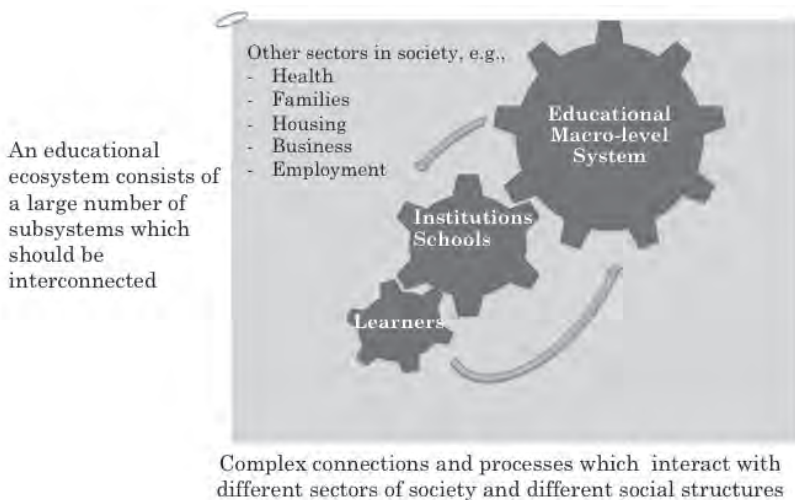 An educational
ecosystem consists of
a large number of
subsystems which
should be
interconnected
Other sectors in society, e.g.,
- Health
- Families
- Housing
- Business
- Employment
Educational
Macro-level
System
Institutions
Schools
Learners
Complex connections and processes which interact with
different sectors of society and different social structures